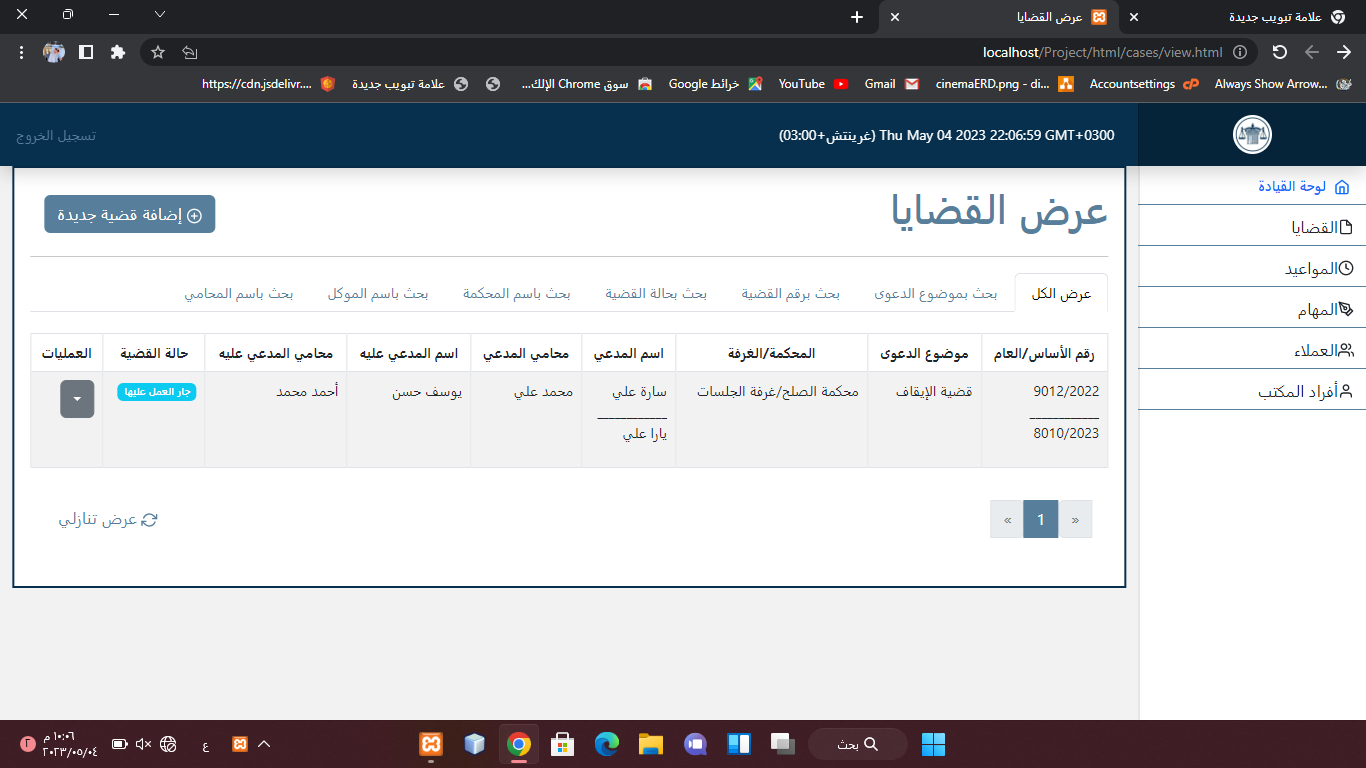 علامة تبويب جديدة
عرض القضايا
localhost/Project/html/cases/view.html
Always Show Arrow...
Accountsettings
cinemaERD.png - di...
Gmail
YouTube
خرائط Google
سوق Chrome الإلك...
علامة تبويب جديدة
https://cdn.jsdelivr....
Thu May 04 2023 22:06:59 GMT+0300 (غرينتش+03:00)
تسجيل الخروج
لوحة القيادة
القضايا
المواعيد
المهام
العملاء
أفراد المكتب
عرض القضايا
إضافة قضية جديدة
عرض الكل
بحث بموضوع الدعوى
بحث برقم القضية
بحث بحالة القضية
بحث باسم المحكمة
بحث باسم الموكل
بحث باسم المحامي
رقم الأساس/العام
موضوع الدعوى
المحكمة/الغرفة
اسم المدعي
محامي المدعي
اسم المدعي عليه
محامي المدعي عليه
حالة القضية
العمليات
9012/2022
8010/2023
قضية الإيقاف
محكمة الصلح/غرفة الجلسات
سارة علي
يارا علي
محمد علي
يوسف حسن
أحمد محمد
جار العمل عليها
« 1 »
عرض تنازلي
بحث
ع
١٠:٠٦ م
٢٠٢٣/٠٥/٠٤
٢